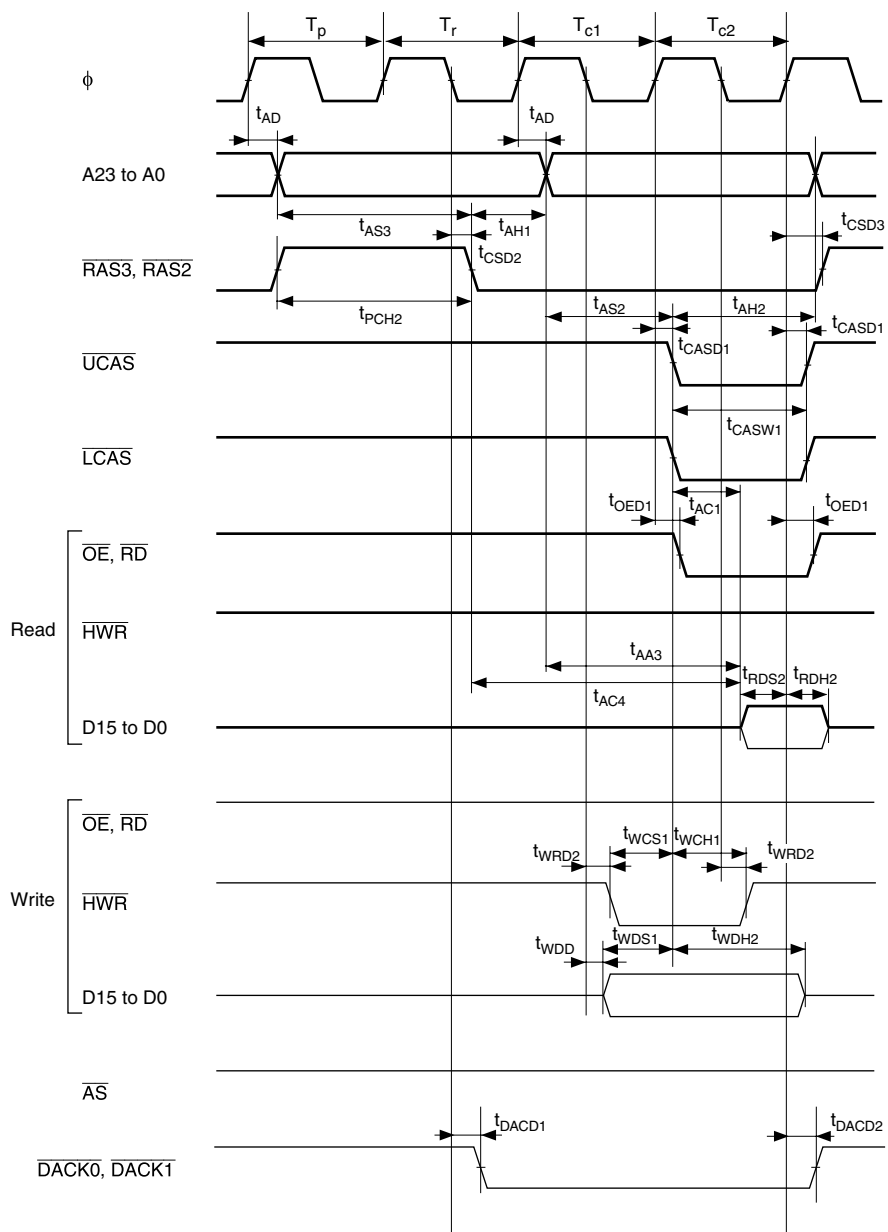 Tp Tr Tc1 Tc2
ϕ
tAD tAD
A23 to A0
tAS3 tAH1 tCSD3
tCSD2
RAS3, RAS2
tPCH2 tAS2 tAH2
tCASD1 tCASD1
UCAS
tCASW1
LCAS
tOED1 tAC1 tOED1
OE, RD
Read
HWR
tAA3
tRDS2 tRDH2
tAC4
D15 to D0
OE, RD
tWCS1 tWCH1
tWRD2 tWRD2
Write
HWR
tWDS1 tWDH2
tWDD
D15 to D0
AS
tDACD1 tDACD2
DACK0, DACK1